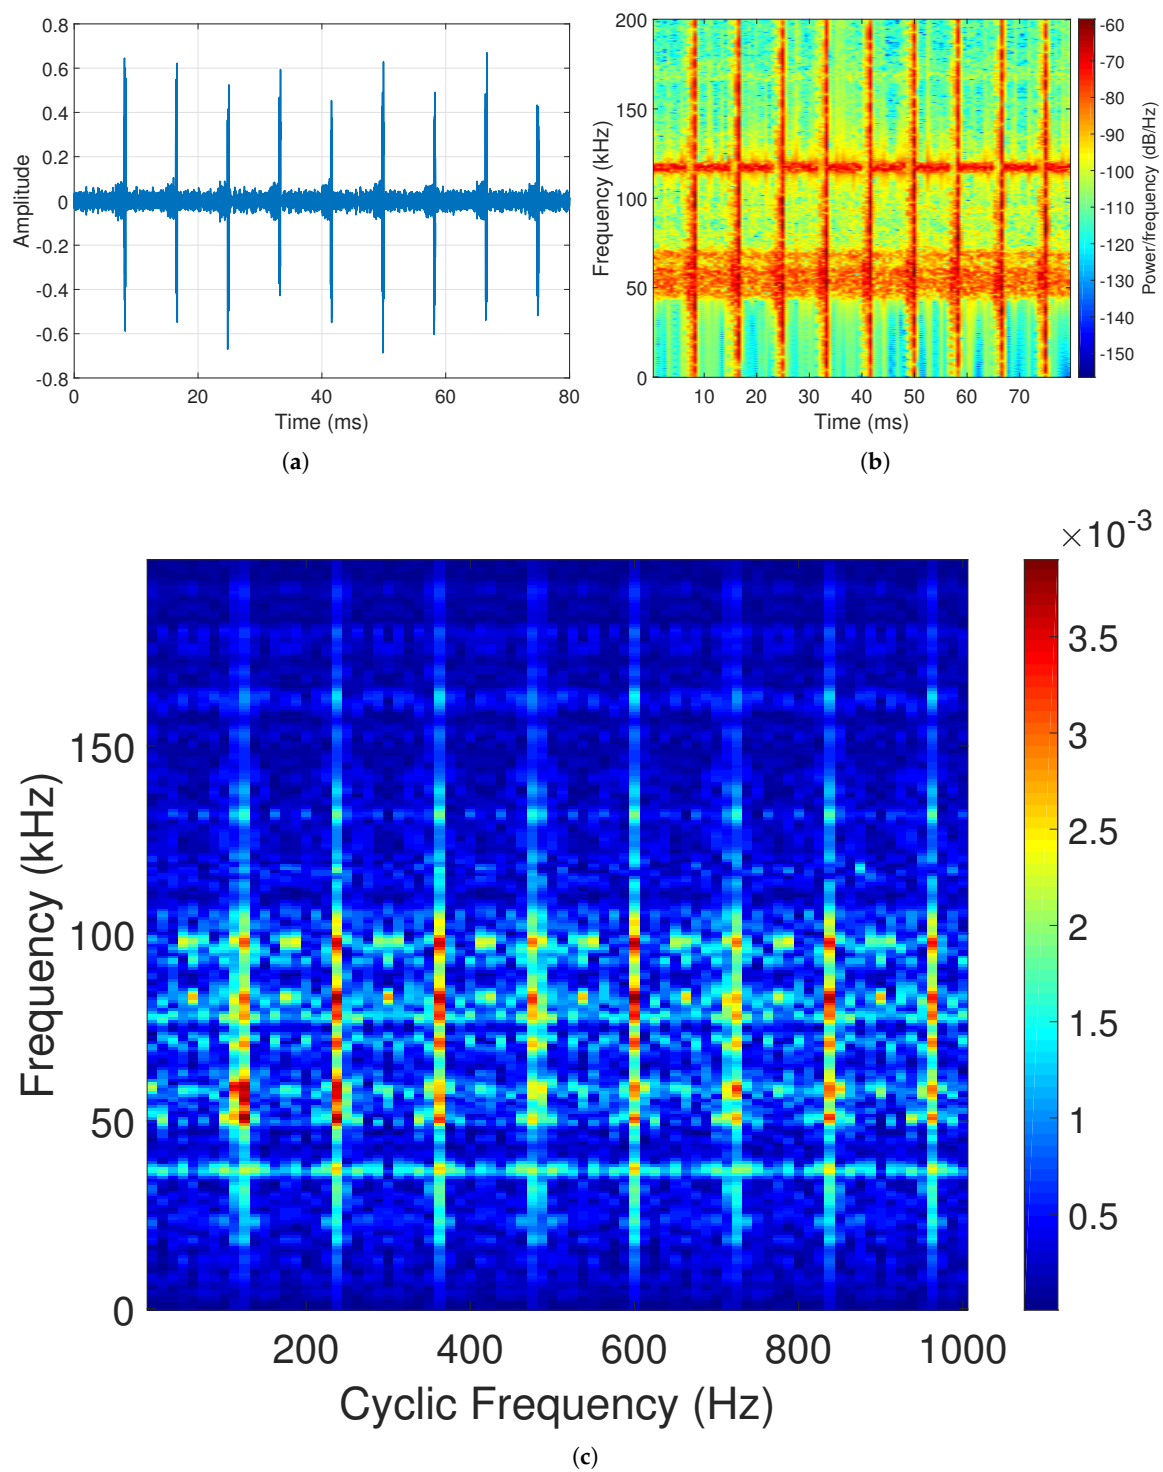 0.8
0.6
0.4
0.2
0
-0.2
-0.4
-0.6
-0.8
Amplitude
0 20 40 60 80
Time (ms)
(a)
200
150
100
50
0
Frequency (kHz)
10 20 30 40 50 60 70
Time (ms)
-60
-70
-80
-90
-100
-110
-120
-130
-140
-150
Power/frequency (dB/Hz)
(b)
×10-3
150
100
50
0
Frequency (kHz)
200 400 600 800 1000
Cyclic Frequency (Hz)
3.5
3
2.5
2
1.5
1
0.5
(c)